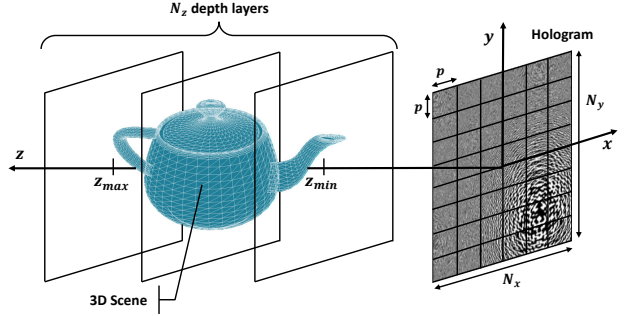 N_z depth layers
y
Hologram
p
p
N_y
x
z
z_max
z_min
N_x
3D Scene